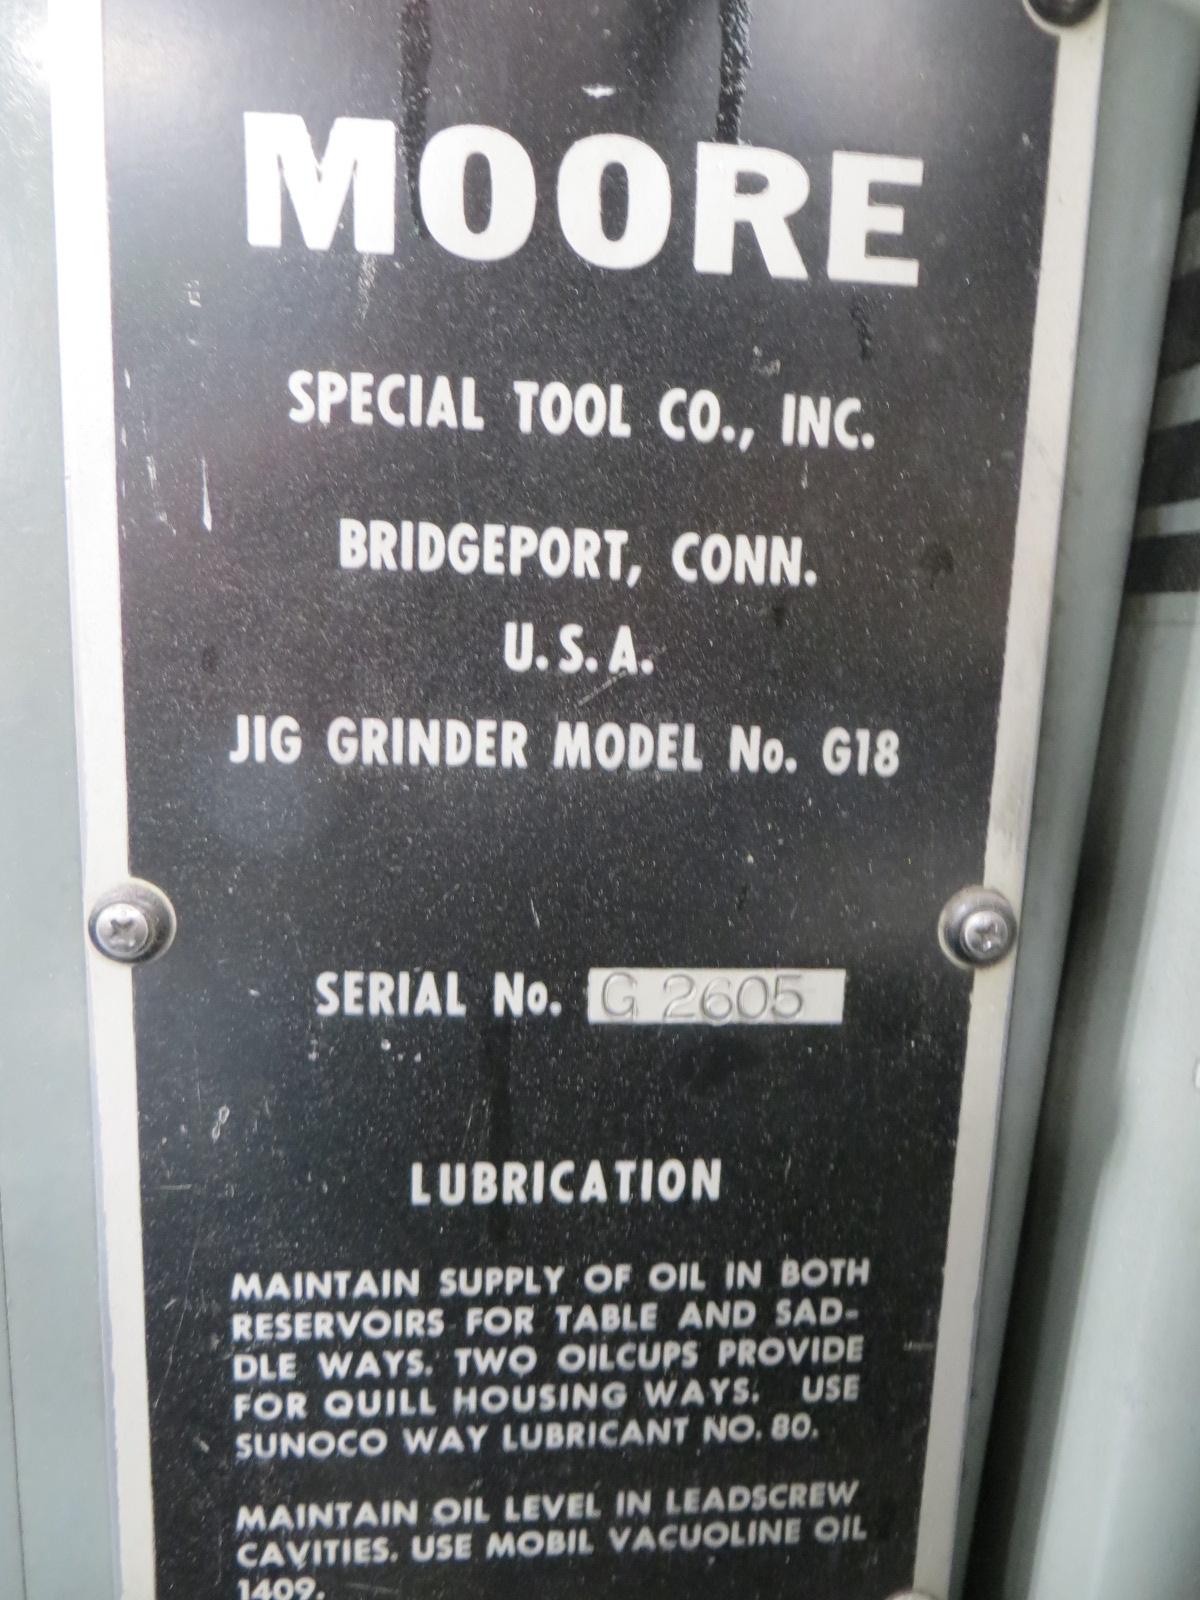 MOORE
SPECIAL TOOL CO., INC.
BRIDGEPORT, CONN.
U.S.A.
JIG GRINDER MODEL No. G18
SERIAL No. G 2605
LUBRICATION
MAINTAIN SUPPLY OF OIL IN BOTH
RESERVOIRS FOR TABLE AND SAD-
DLE WAYS. TWO OILCUPS PROVIDE
FOR QUILL HOUSING WAYS. USE
SUNOCO WAY LUBRICANT NO. 80.
MAINTAIN OIL LEVEL IN LEADSCREW
CAVITIES. USE MOBIL VACUOLINE OIL
1409.